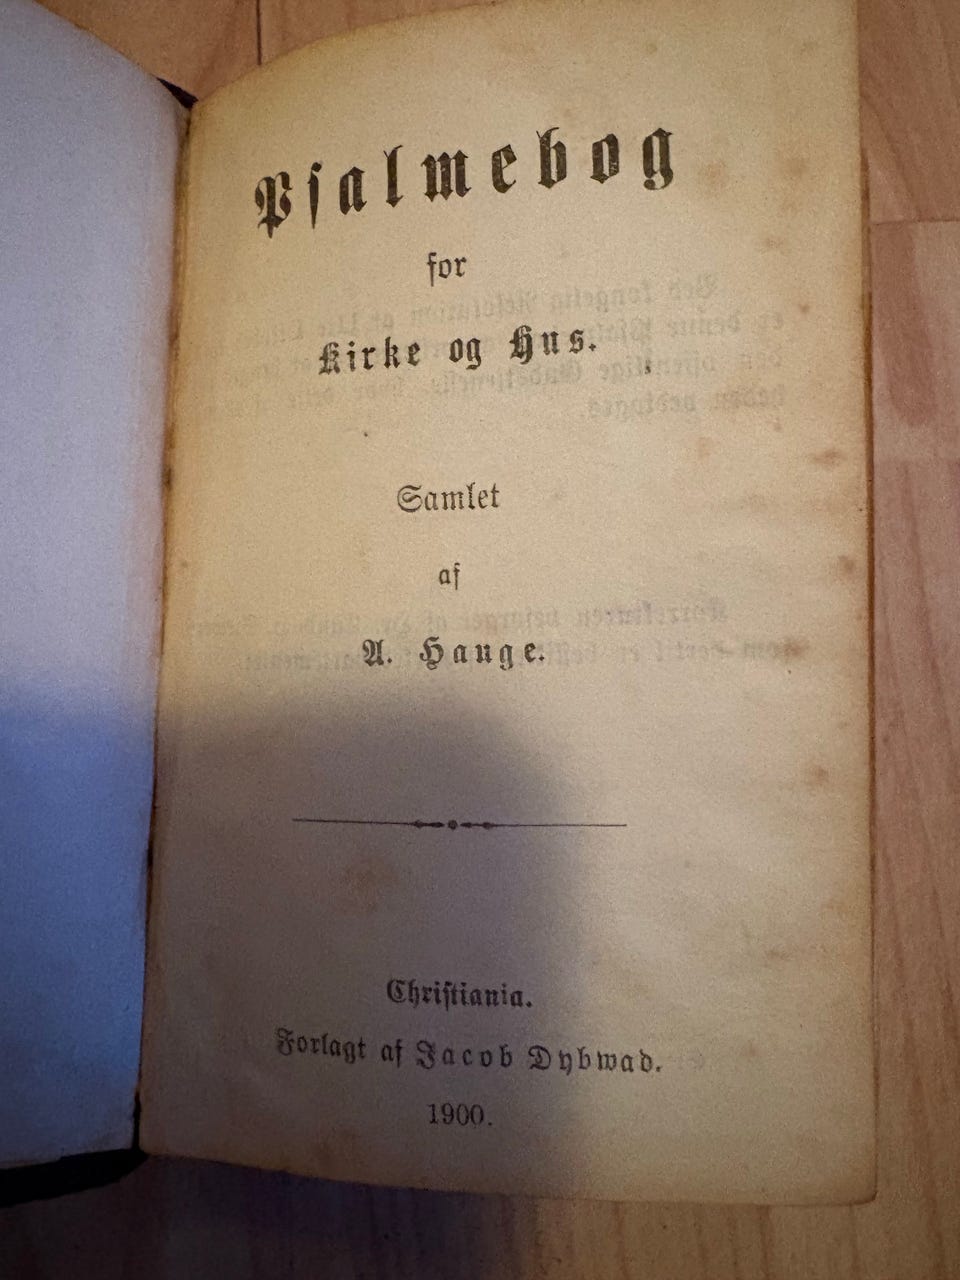 Psalmebog
for
Kirke og Hus.
Samlet
af
A. Hauge.
Christiania.
Forlagt af Jacob Dybwad.
1900.